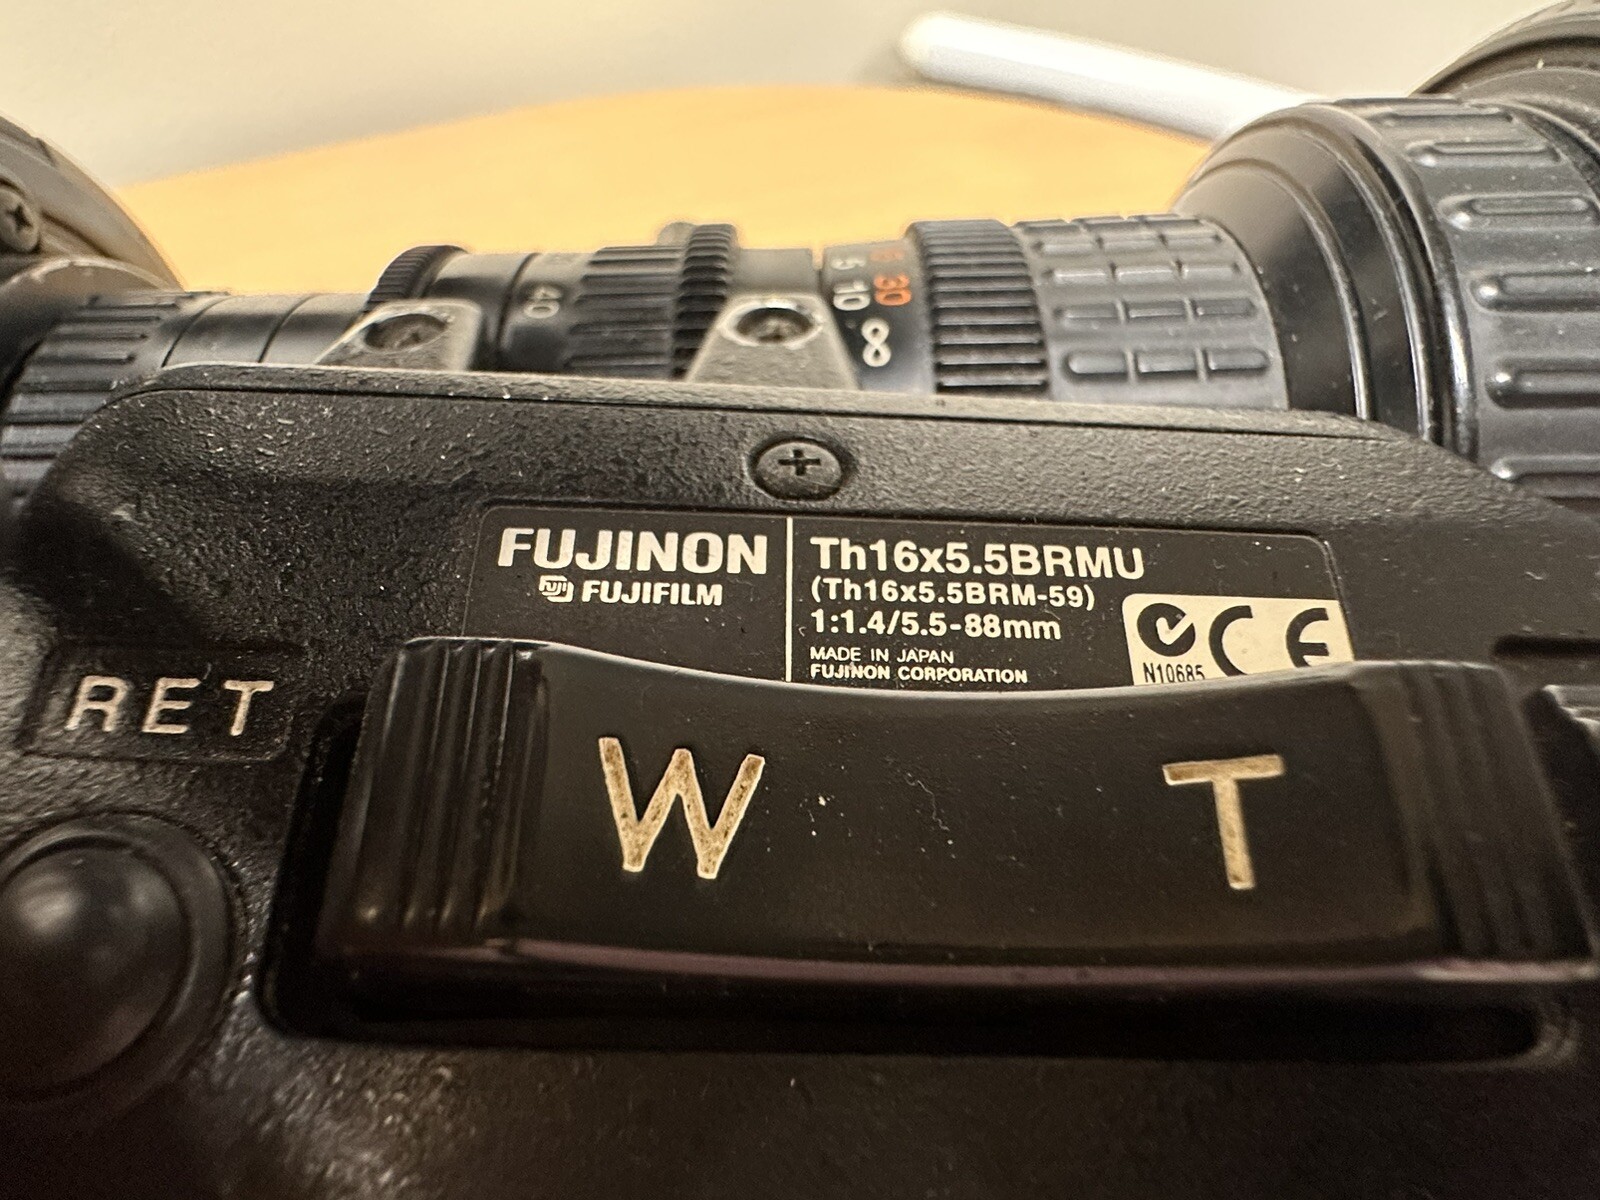 40
5
30
10
∞
FUJINON
FUJIFILM
Th16x5.5BRMU
(Th16x5.5BRM-59)
1:1.4/5.5-88mm
MADE IN JAPAN
FUJINON CORPORATION
N10685
CE
RET
W T